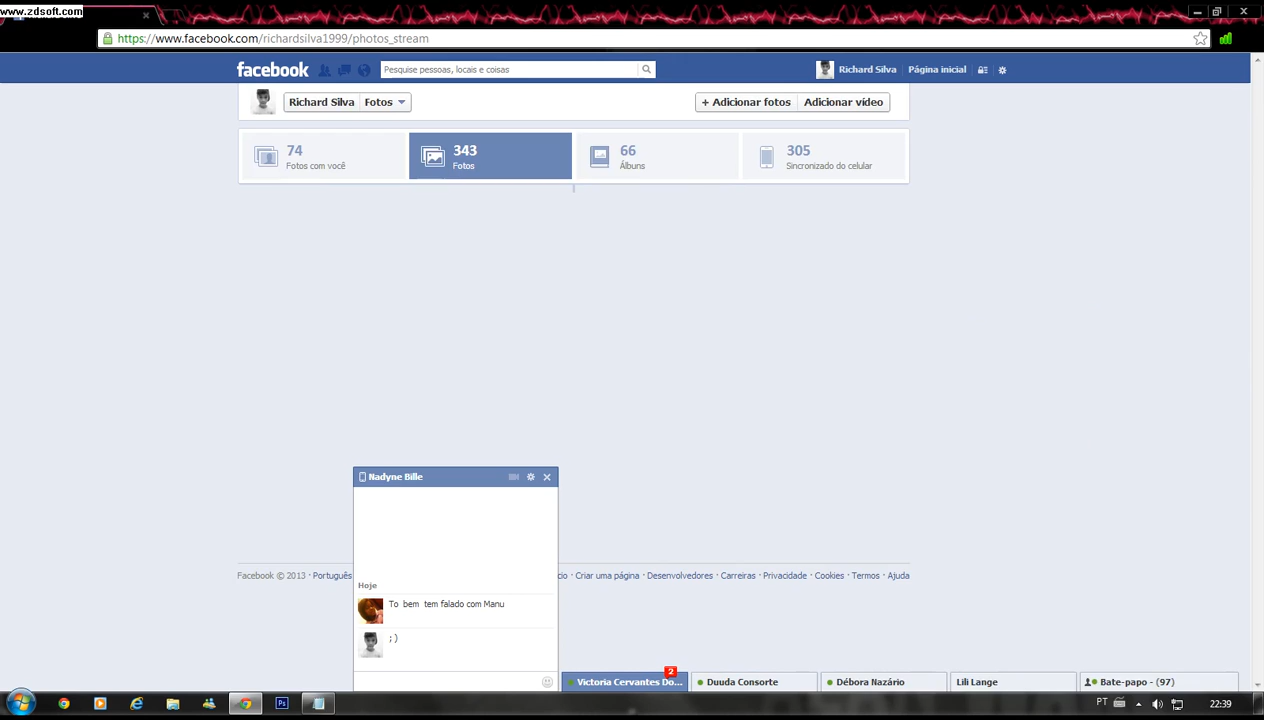 www.zdsoft.com
https://www.facebook.com/richardsilva1999/photos_stream
facebook
Pesquise pessoas, locais e coisas
Richard Silva
Página inicial
Richard Silva Fotos
+ Adicionar fotos Adicionar vídeo
74
Fotos com você
343
Fotos
66
Álbuns
305
Sincronizado do celular
Nadyne Bille
Hoje
To bem tem falado com Manu
; )
Facebook © 2013 · Português
· Criar uma página · Desenvolvedores · Carreiras · Privacidade · Cookies · Termos · Ajuda
Victoria Cervantes Do...
2
Duuda Consorte
Débora Nazário
Lili Lange
Bate-papo - (97)
Ps
PT
22:39